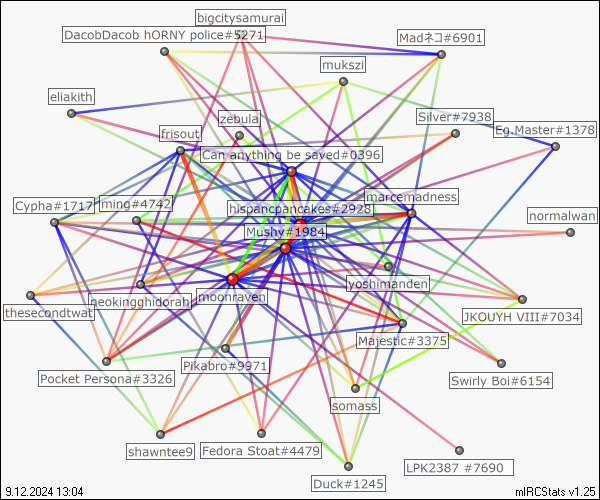 bigcitysamurai
DacobDacob hORNY police#5271
Madネコ#6901
mukszi
eliakith
zebula
Silver#7938
frisout
Eg.Master#1378
Can anything be saved#0396
marcemadness
Cypha#1717
lming#4742
hispancpancakes#2928
normalwan
Mushy#1984
yoshimanden
thesecondtwat
neokingghidorah
moonraven
JKOUYH VIII#7034
Majestic#3375
Pocket Persona#3326
Pikabro#9971
Swirly Boi#6154
somass
shawntee9
Fedora Stoat#4479
LPK2387 #7690
Duck#1245
9.12.2024 13:04
mIRCStats v1.25